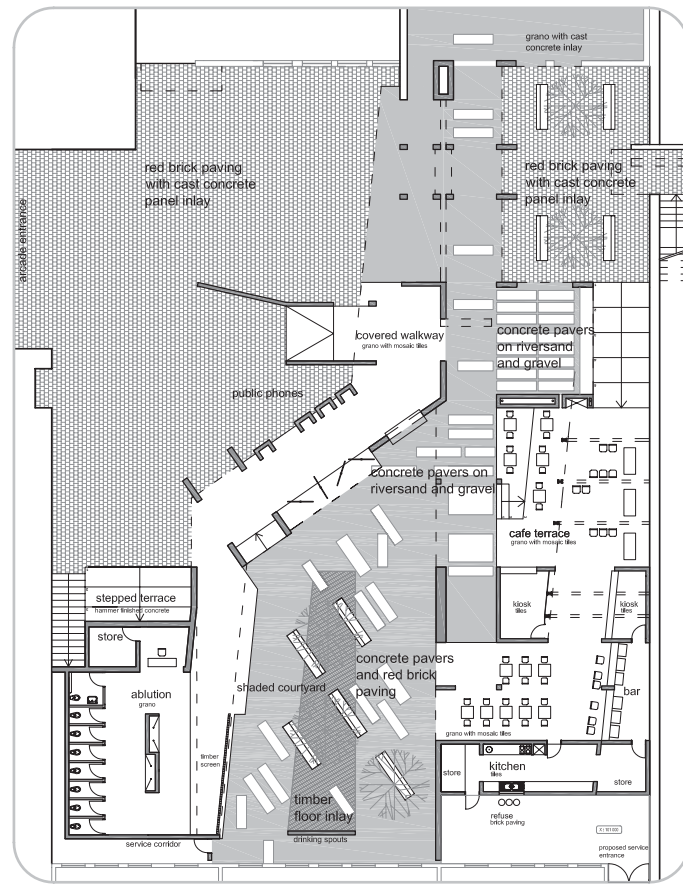 grano with cast
concrete inlay
red brick paving
with cast concrete
panel inlay
red brick paving
with cast concrete
panel inlay
arcade entrance
covered walkway
grano with mosaic tiles
concrete pavers
on riversand
and gravel
public phones
concrete pavers on
riversand and gravel
cafe terrace
grano with mosaic tiles
stepped terrace
hammer finished concrete
kiosk
tiles
kiosk
tiles
store
concrete pavers
and red brick
paving
shaded courtyard
ablution
grano
bar
grano with mosaic tiles
timber
screen
store
kitchen
tiles
store
timber
floor inlay
refuse
brick paving
drinking spouts
service corridor
proposed service
entrance